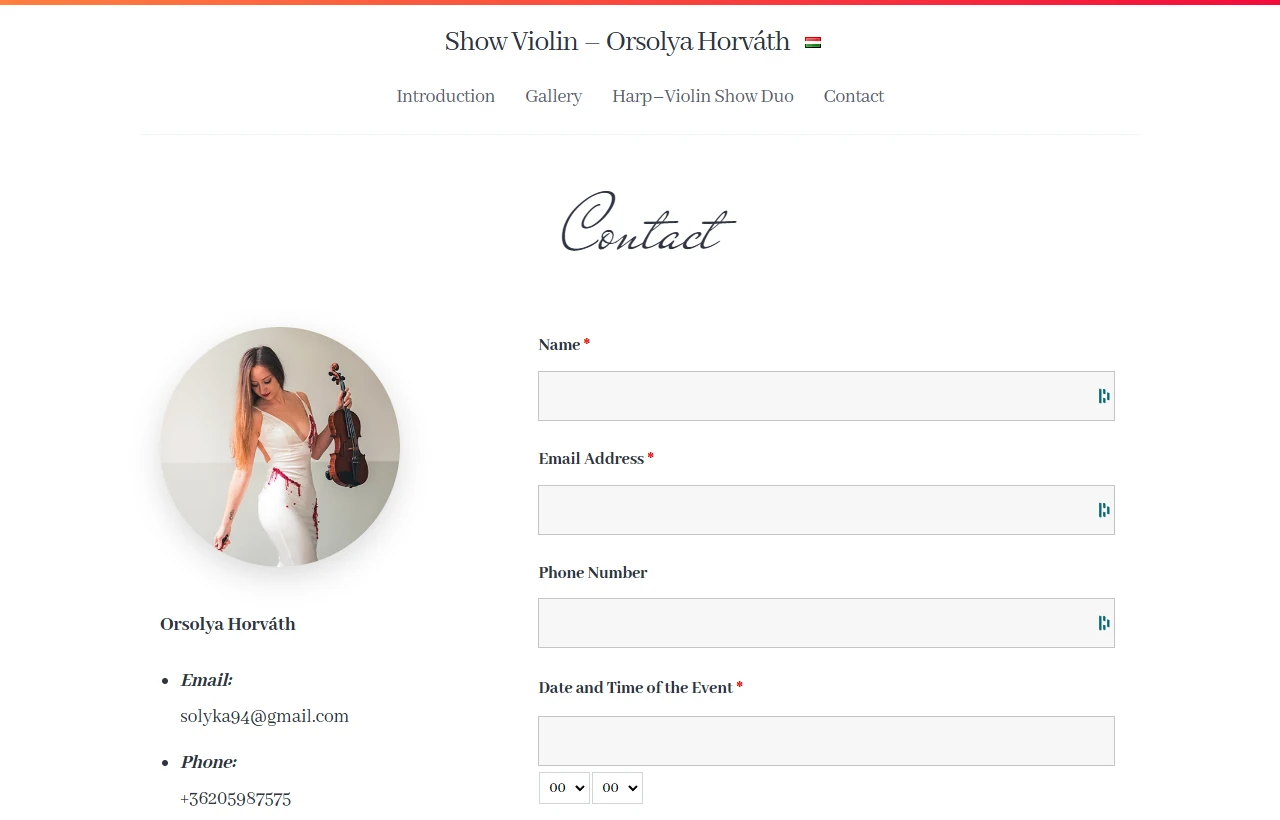 Show Violin – Orsolya Horváth
Introduction Gallery Harp–Violin Show Duo Contact
Contact
Name *
Email Address *
Phone Number
Date and Time of the Event *
00 00
Orsolya Horváth
Email:
solyka94@gmail.com
Phone:
+36205987575